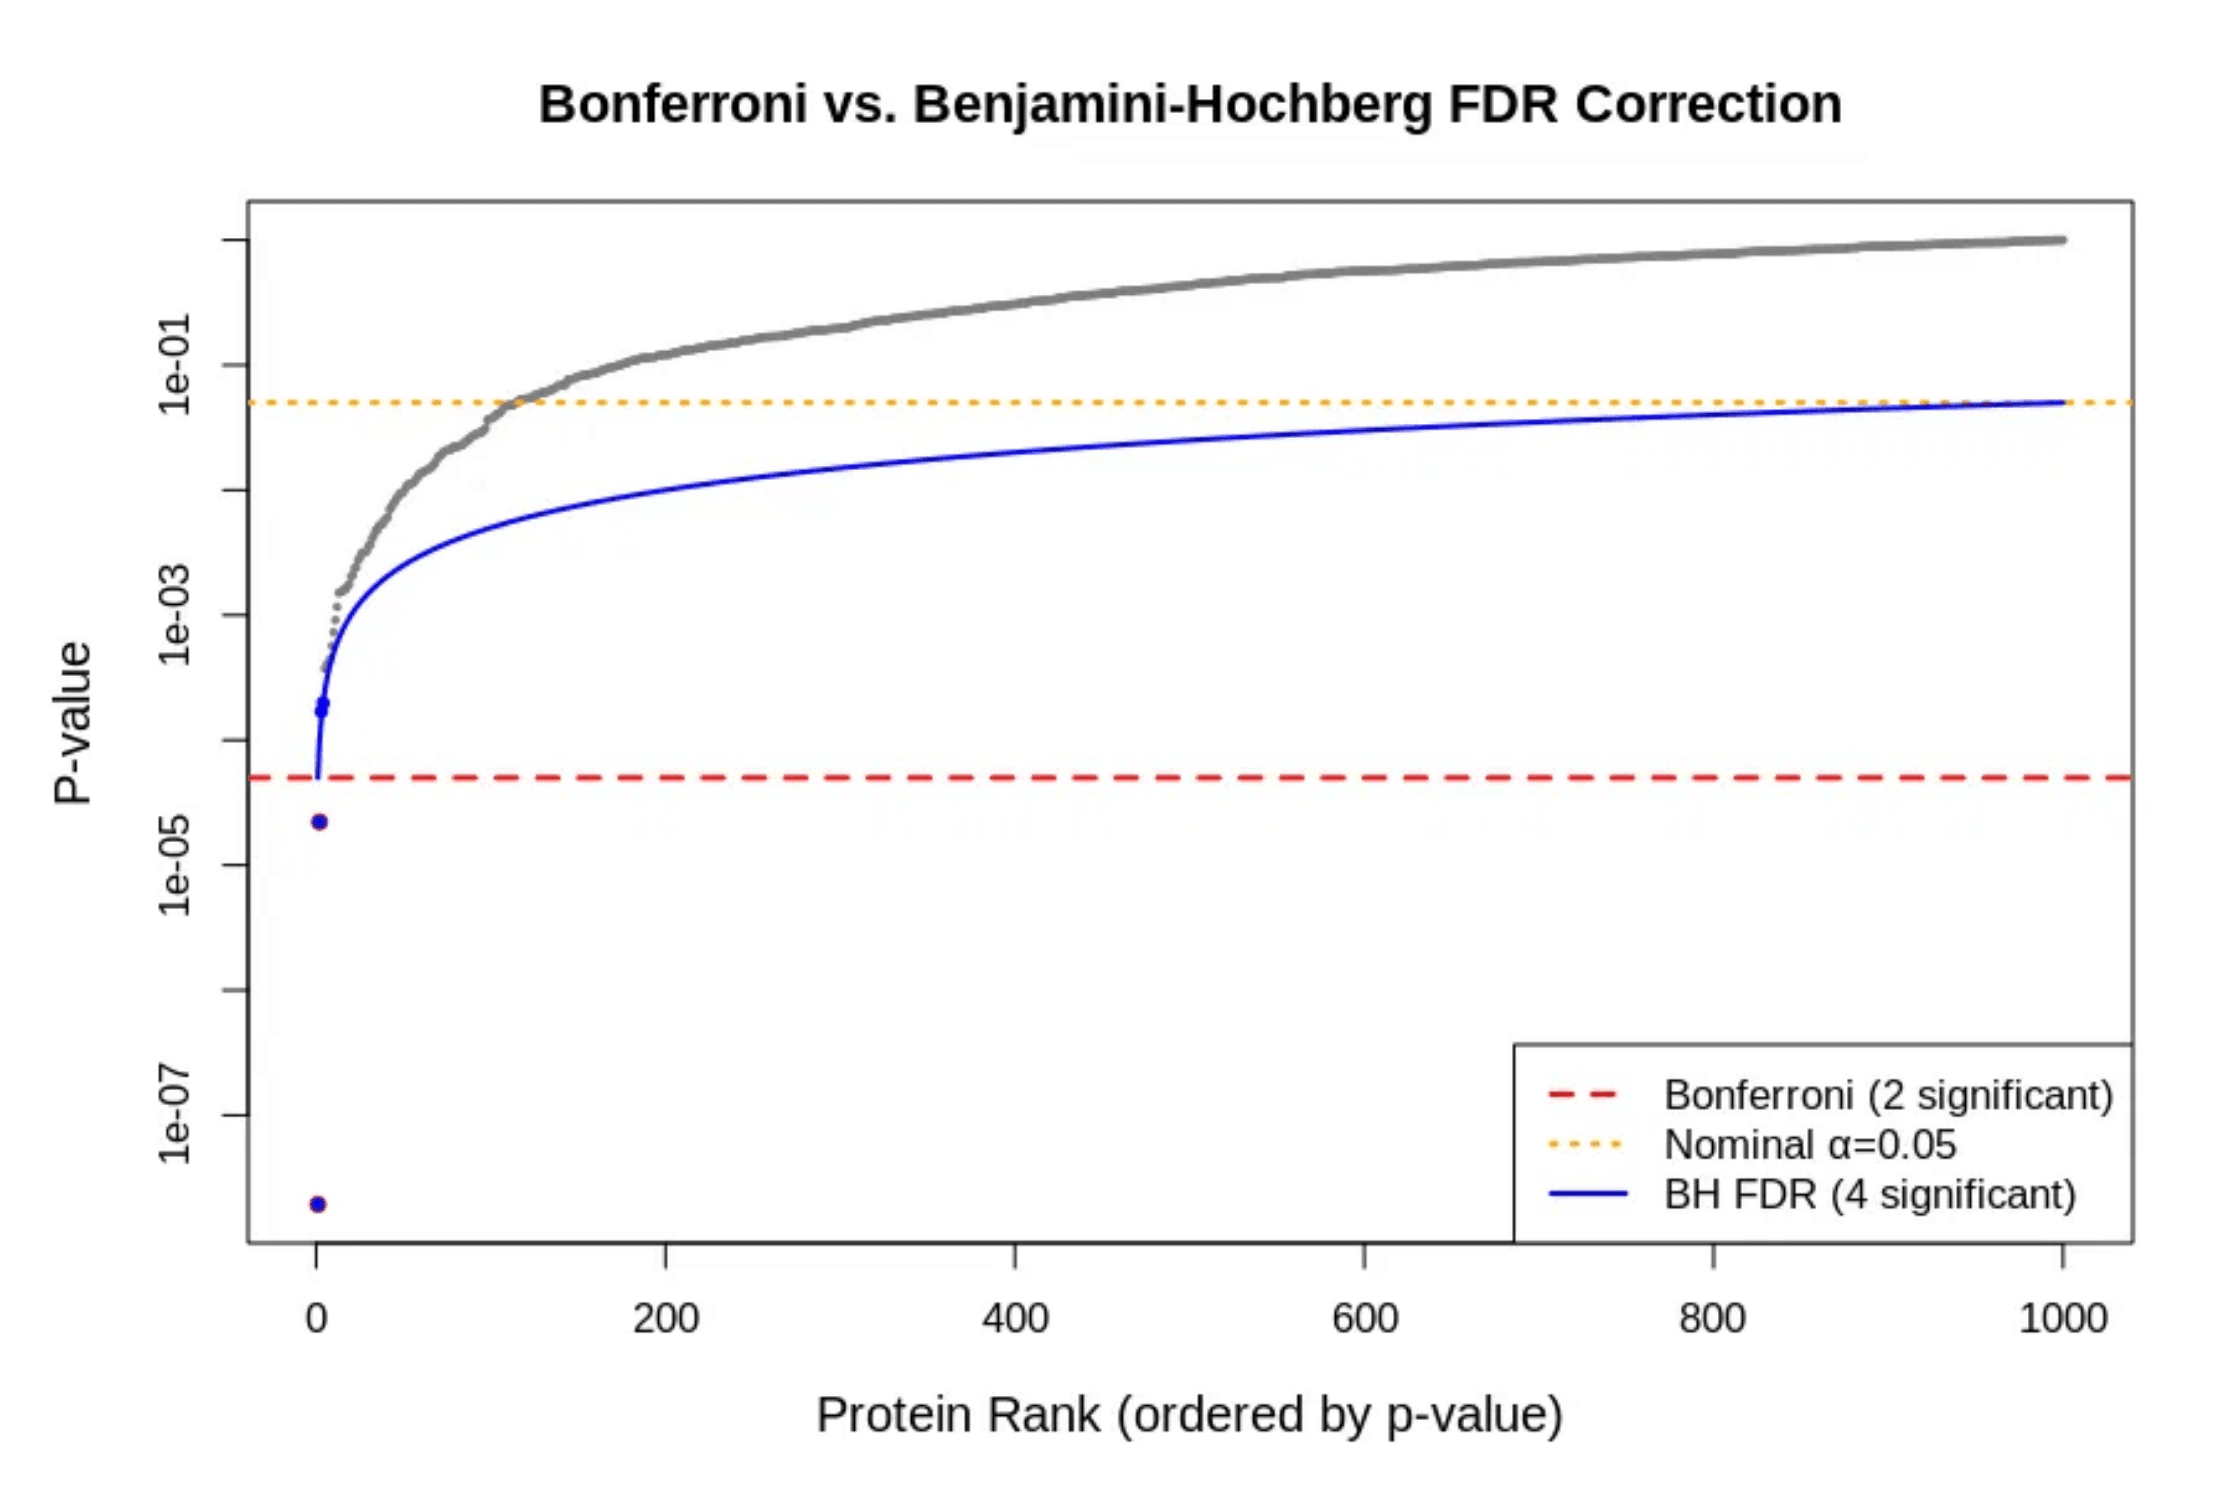 Bonferroni vs. Benjamini-Hochberg FDR Correction
P-value
1e-01
1e-03
1e-05
1e-07
Bonferroni (2 significant)
Nominal α=0.05
BH FDR (4 significant)
0 200 400 600 800 1000
Protein Rank (ordered by p-value)